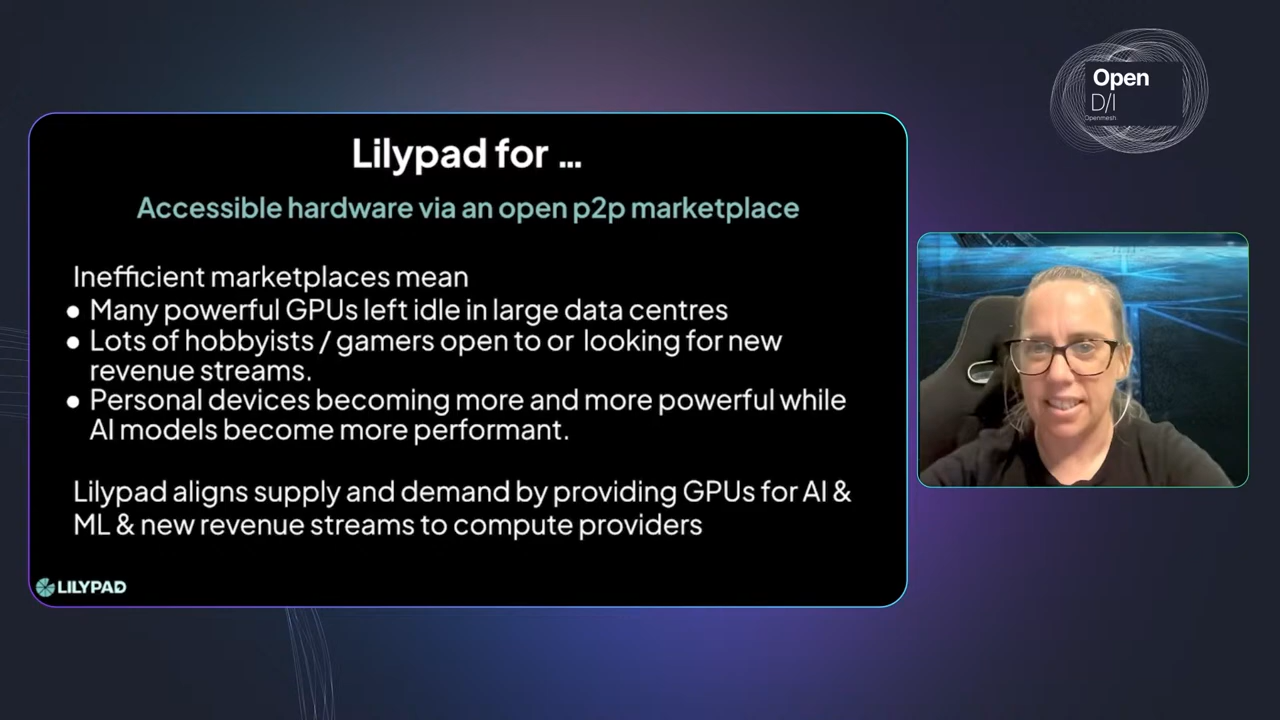 Open
D/I
Openmesh
Lilypad for ...
Accessible hardware via an open p2p marketplace
Inefficient marketplaces mean
● Many powerful GPUs left idle in large data centres
● Lots of hobbyists / gamers open to or looking for new
revenue streams.
● Personal devices becoming more and more powerful while
AI models become more performant.
Lilypad aligns supply and demand by providing GPUs for AI &
ML & new revenue streams to compute providers
LILYPAD